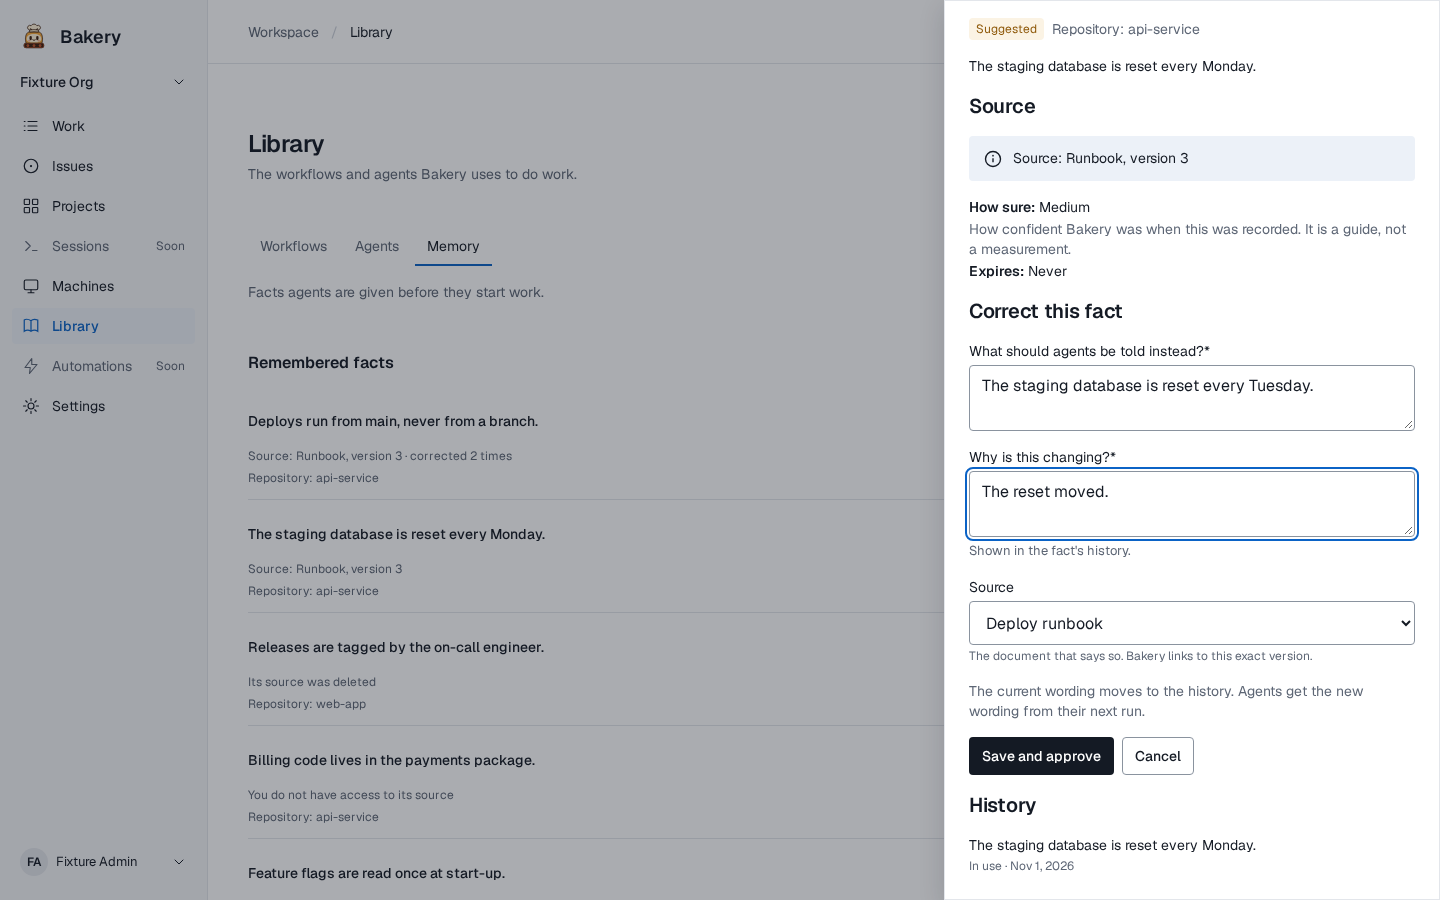 Bakery
Fixture Org
Work
Issues
Projects
Sessions Soon
Machines
Library
Automations Soon
Settings
FA Fixture Admin
Workspace / Library
Library
The workflows and agents Bakery uses to do work.
Workflows Agents Memory
Facts agents are given before they start work.
Remembered facts
Deploys run from main, never from a branch.
Source: Runbook, version 3 · corrected 2 times
Repository: api-service
The staging database is reset every Monday.
Source: Runbook, version 3
Repository: api-service
Releases are tagged by the on-call engineer.
Its source was deleted
Repository: web-app
Billing code lives in the payments package.
You do not have access to its source
Repository: api-service
Feature flags are read once at start-up.
Suggested Repository: api-service
The staging database is reset every Monday.
Source
Source: Runbook, version 3
How sure: Medium
How confident Bakery was when this was recorded. It is a guide, not
a measurement.
Expires: Never
Correct this fact
What should agents be told instead?*
The staging database is reset every Tuesday.
Why is this changing?*
The reset moved.
Shown in the fact's history.
Source
Deploy runbook
The document that says so. Bakery links to this exact version.
The current wording moves to the history. Agents get the new
wording from their next run.
Save and approve Cancel
History
The staging database is reset every Monday.
In use · Nov 1, 2026